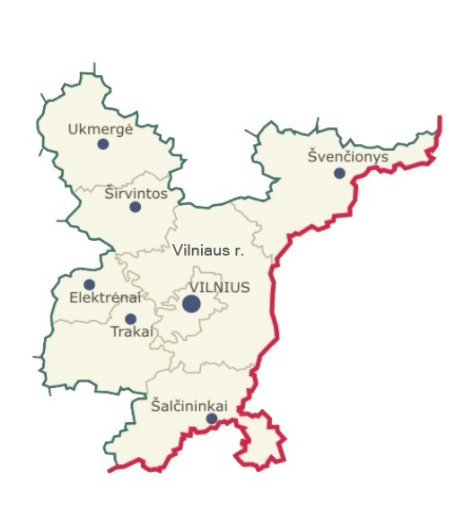 Ukmergė
Švenčionys
Širvintos
Vilniaus r.
VILNIUS
Elektrėnai
Trakai
Šalčininkai